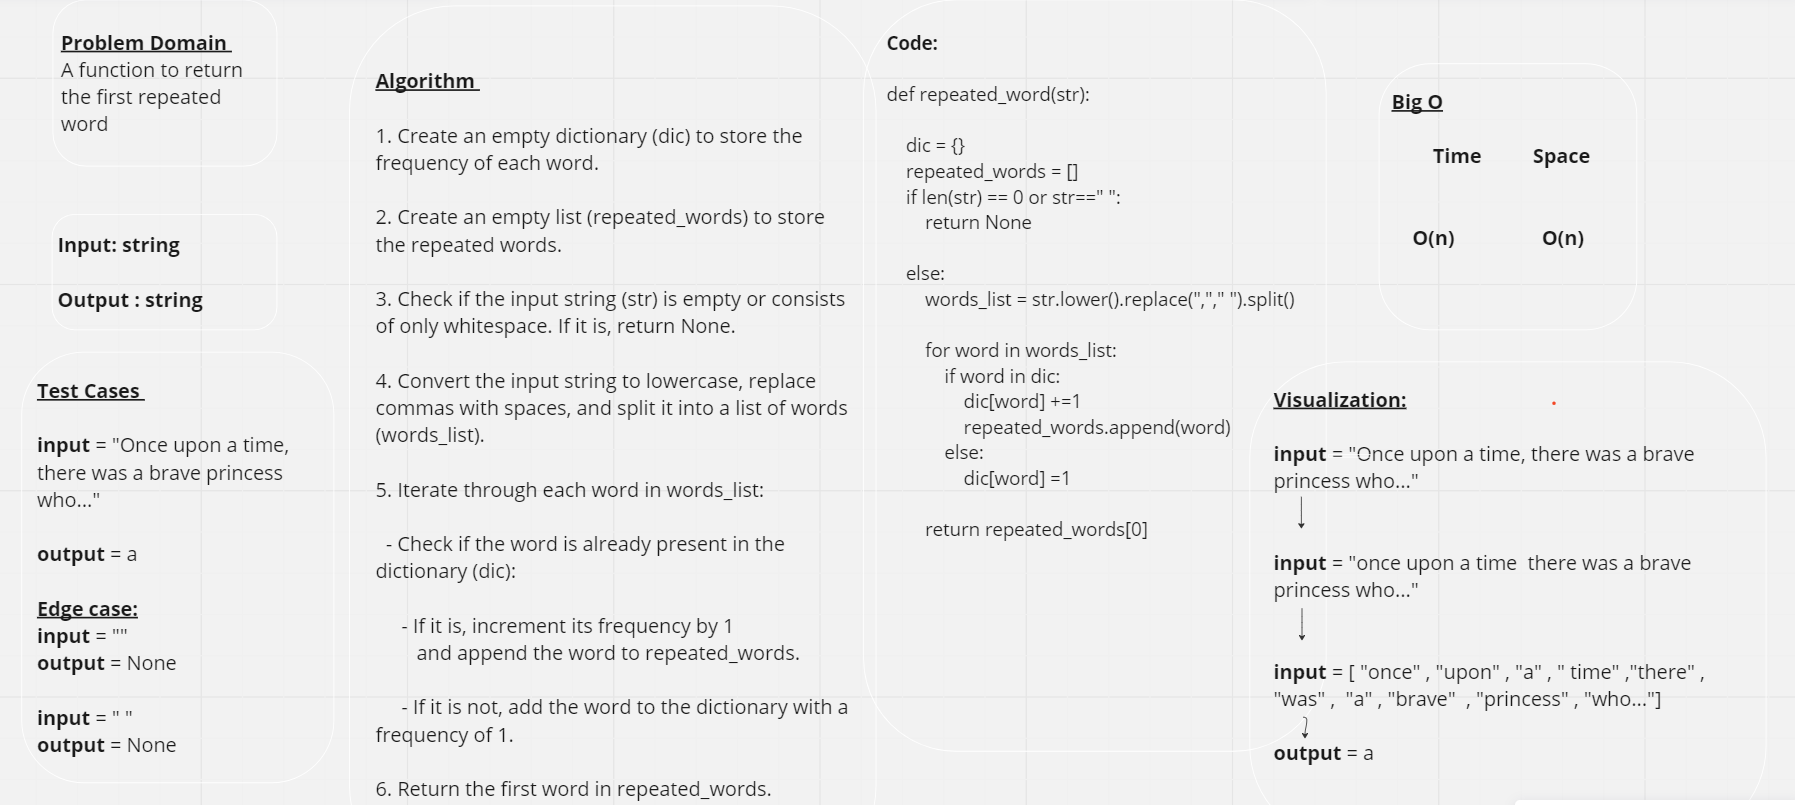 Problem Domain
A function to return
the first repeated
word
Input: string
Output : string
Test Cases
input = "Once upon a time,
there was a brave princess
who..."
output = a
Edge case:
input = ""
output = None
input = " "
output = None
Algorithm
1. Create an empty dictionary (dic) to store the
frequency of each word.
2. Create an empty list (repeated_words) to store
the repeated words.
3. Check if the input string (str) is empty or consists
of only whitespace. If it is, return None.
4. Convert the input string to lowercase, replace
commas with spaces, and split it into a list of words
(words_list).
5. Iterate through each word in words_list:
- Check if the word is already present in the
dictionary (dic):
- If it is, increment its frequency by 1
and append the word to repeated_words.
- If it is not, add the word to the dictionary with a
frequency of 1.
6. Return the first word in repeated_words.
Code:
def repeated_word(str):
dic = {}
repeated_words = []
if len(str) == 0 or str==" ":
return None
else:
words_list = str.lower().replace(","," ").split()
for word in words_list:
if word in dic:
dic[word] +=1
repeated_words.append(word)
else:
dic[word] =1
return repeated_words[0]
Big O
Time Space
O(n) O(n)
Visualization:
input = "Once upon a time, there was a brave
princess who..."
input = "once upon a time  there was a brave
princess who..."
input = [ "once" , "upon" , "a" , " time" ,"there" ,
"was" ,  "a" , "brave"  , "princess" , "who..."]
output = a